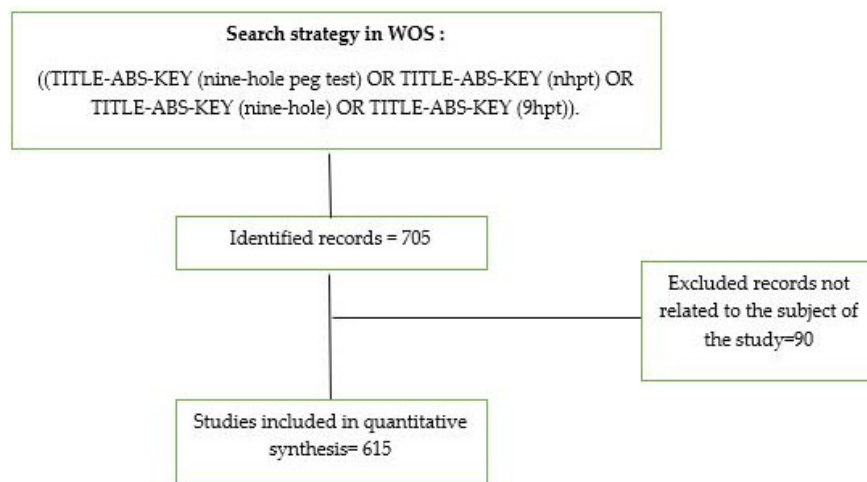 Search strategy in WOS :
((TITLE-ABS-KEY (nine-hole peg test) OR TITLE-ABS-KEY (nhpt) OR
TITLE-ABS-KEY (nine-hole) OR TITLE-ABS-KEY (9hpt)).
Identified records = 705
Excluded records not
related to the subject of
the study=90
Studies included in quantitative
synthesis= 615